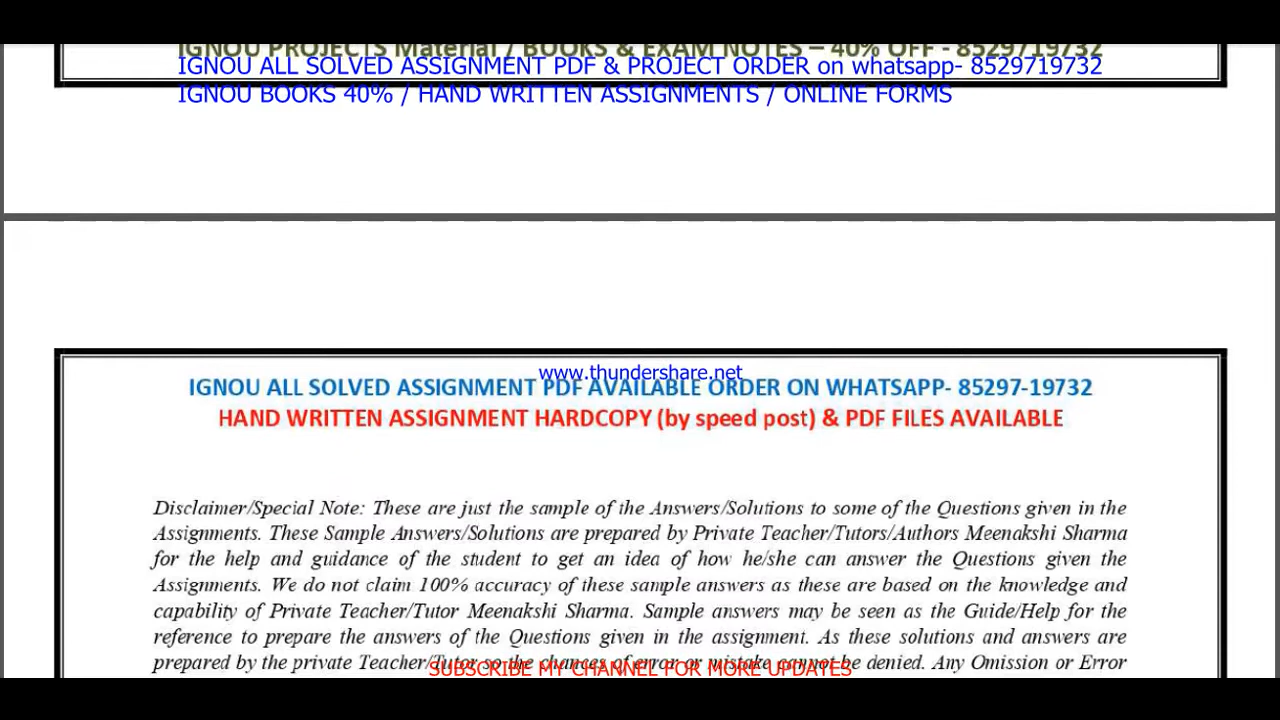 IGNOU PROJECTS Material / BOOKS & EXAM NOTES – 40% OFF - 8529719732
IGNOU ALL SOLVED ASSIGNMENT PDF & PROJECT ORDER on whatsapp- 8529719732
IGNOU BOOKS 40% / HAND WRITTEN ASSIGNMENTS / ONLINE FORMS
www.thundershare.net
IGNOU ALL SOLVED ASSIGNMENT PDF AVAILABLE ORDER ON WHATSAPP- 85297-19732
HAND WRITTEN ASSIGNMENT HARDCOPY (by speed post) & PDF FILES AVAILABLE
Disclaimer/Special Note: These are just the sample of the Answers/Solutions to some of the Questions given in the
Assignments. These Sample Answers/Solutions are prepared by Private Teacher/Tutors/Authors Meenakshi Sharma
for the help and guidance of the student to get an idea of how he/she can answer the Questions given the
Assignments. We do not claim 100% accuracy of these sample answers as these are based on the knowledge and
capability of Private Teacher/Tutor Meenakshi Sharma. Sample answers may be seen as the Guide/Help for the
reference to prepare the answers of the Questions given in the assignment. As these solutions and answers are
prepared by the private Teacher/Tutor so the chances of error or mistake cannot be denied. Any Omission or Error
SUBSCRIBE MY CHANNEL FOR MORE UPDATES